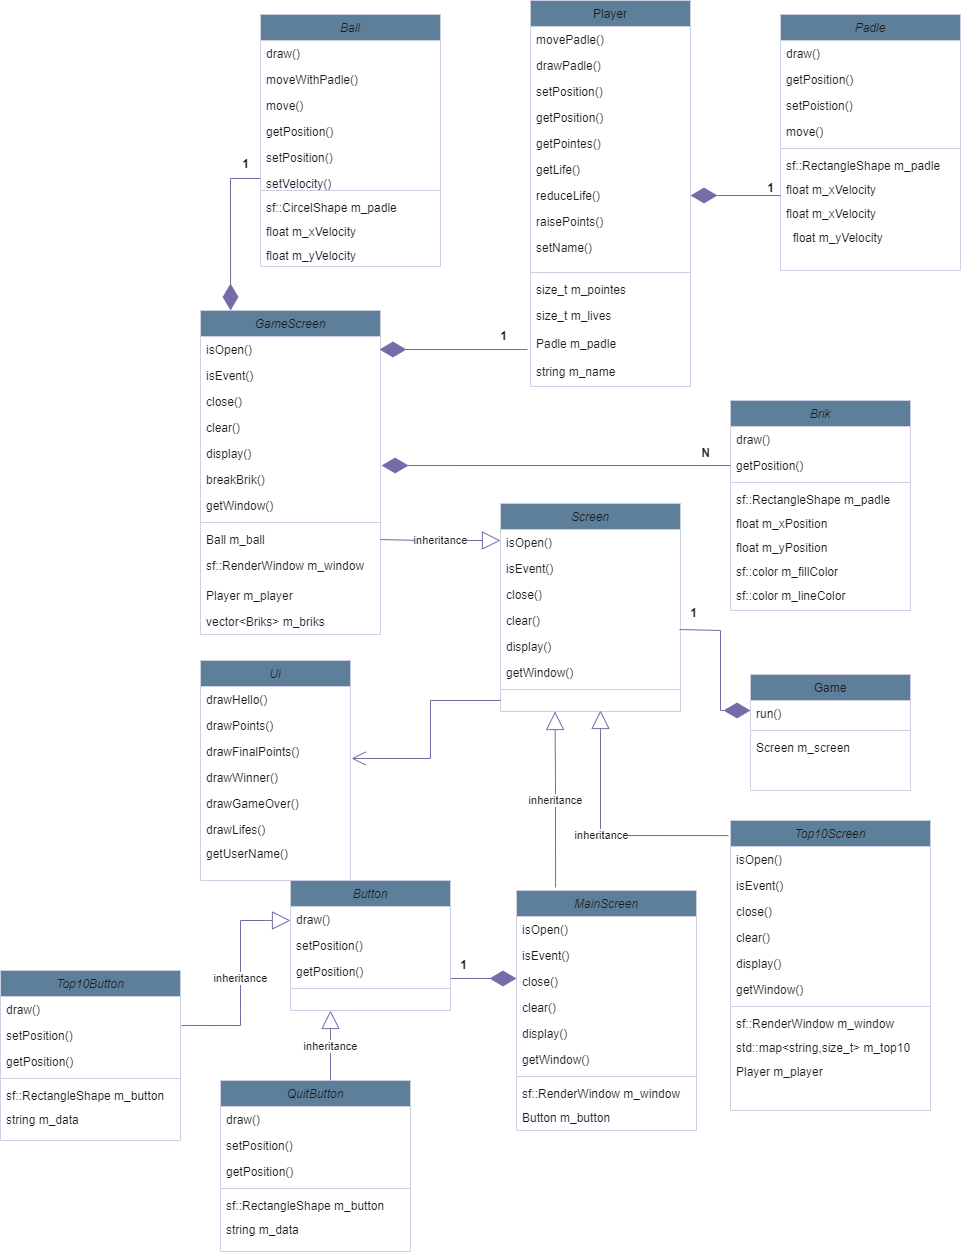 Ball
draw()
moveWithPadle()
move()
getPosition()
setPosition()
setVelocity()
sf::CircelShape m_padle
float m_xVelocity
float m_yVelocity
1
Player
movePadle()
drawPadle()
setPosition()
getPosition()
getPointes()
getLife()
reduceLife()
raisePoints()
setName()
size_t m_pointes
size_t m_lives
Padle m_padle
string m_name
1
Padle
draw()
getPosition()
setPoistion()
move()
sf::RectangleShape m_padle
float m_xVelocity
float m_xVelocity
float m_yVelocity
GameScreen
isOpen()
isEvent()
close()
clear()
display()
breakBrik()
getWindow()
Ball m_ball
sf::RenderWindow m_window
Player m_player
vector<Briks> m_briks
1
N
inheritance
Brik
draw()
getPosition()
sf::RectangleShape m_padle
float m_xPosition
float m_yPosition
sf::color m_fillColor
sf::color m_lineColor
Screen
isOpen()
isEvent()
close()
clear()
display()
getWindow()
1
Game
run()
Screen m_screen
Ui
drawHello()
drawPoints()
drawFinalPoints()
drawWinner()
drawGameOver()
drawLifes()
getUserName()
inheritance
inheritance
Top10Screen
isOpen()
isEvent()
close()
clear()
display()
getWindow()
sf::RenderWindow m_window
std::map<string,size_t> m_top10
Player m_player
Button
draw()
setPosition()
getPosition()
1
MainScreen
isOpen()
isEvent()
close()
clear()
display()
getWindow()
sf::RenderWindow m_window
Button m_button
inheritance
Top10Button
draw()
setPosition()
getPosition()
sf::RectangleShape m_button
string m_data
inheritance
QuitButton
draw()
setPosition()
getPosition()
sf::RectangleShape m_button
string m_data